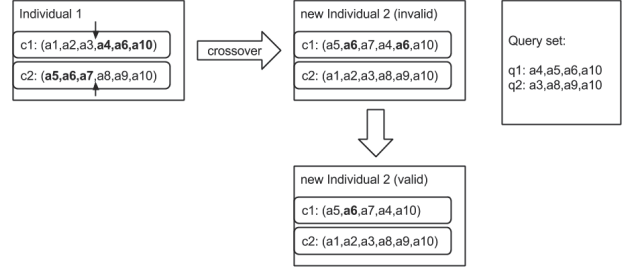 Individual 1
c1: (a1,a2,a3,a4,a6,a10)
c2: (a5,a6,a7,a8,a9,a10)
crossover
new Individual 2 (invalid)
c1: (a5,a6,a7,a4,a6,a10)
c2: (a1,a2,a3,a8,a9,a10)
Query set:
q1: a4,a5,a6,a10
q2: a3,a8,a9,a10
new Individual 2 (valid)
c1: (a5,a6,a7,a4,a10)
c2: (a1,a2,a3,a8,a9,a10)